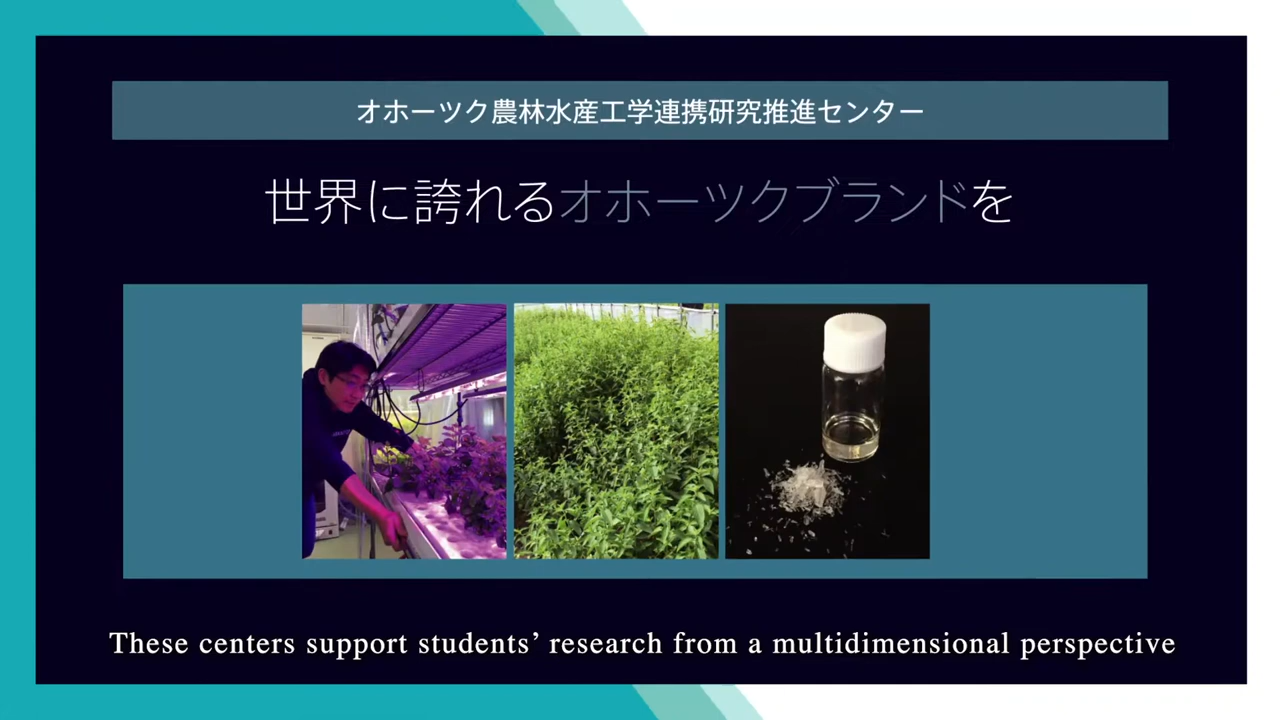 オホーツク農林水産工学連携研究推進センター
世界に誇れるオホーツクブランドを
These centers support students’ research from a multidimensional perspective